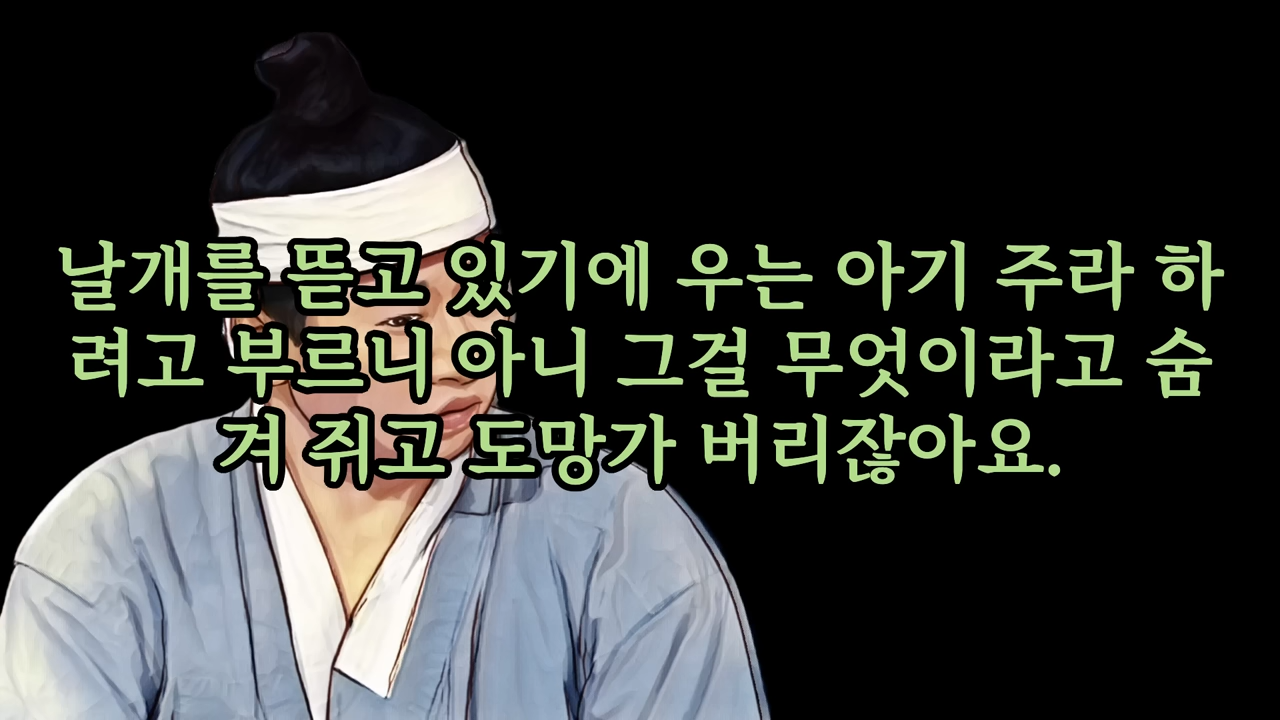 날개를 뜯고 있기에 우는 아기 주라 하
려고 부르니 아니 그걸 무엇이라고 숨
겨 쥐고 도망가 버리잖아요.